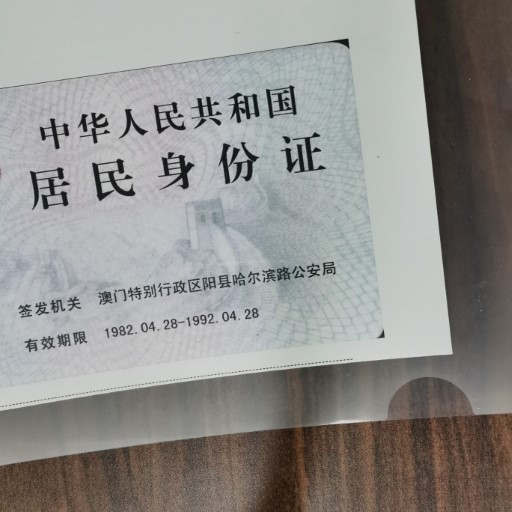 中华人民共和国
居民身份证
签发机关 澳门特别行政区阳县哈尔滨路公安局
有效期限 1982.04.28-1992.04.28